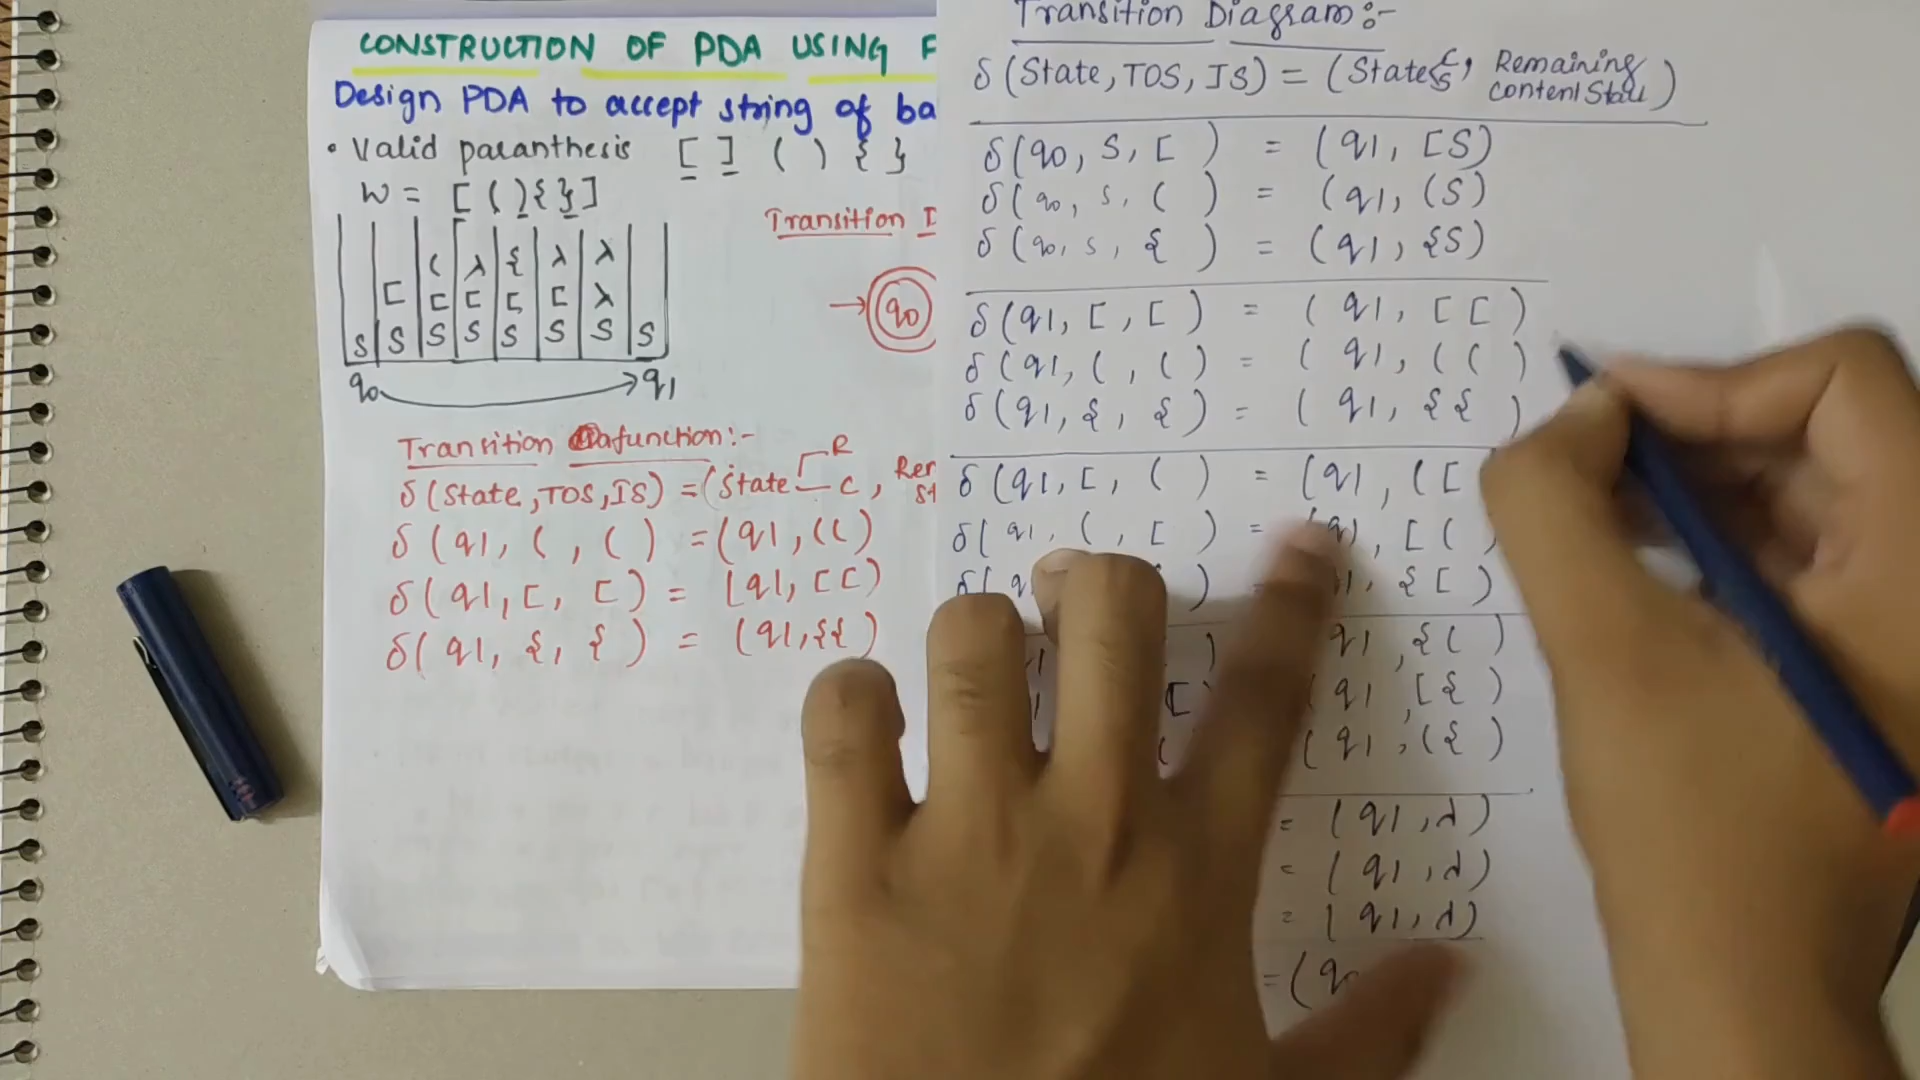 CONSTRUCTION OF PDA USING F
Design PDA to accept string of ba
• Valid paranthesis [ ] ( ) { }
W = [ ( ) { } ]
( λ { λ λ
[ [ [ [ [ λ
S S S S S S S S
q0 q1
Transition
q0
Transition function:-
δ (State, TOS, IS) = (State R C , Rem
δ (q1, ( , ( ) = (q1, (( )
δ (q1, [, [ ) = [q1, [[ )
δ( q1, {, { ) = (q1, {{ )
Transition Diagram:-
δ (State, TOS, IS) = (State C S , Remaining content Stack )
δ(q0, S, [ ) = (q1, [S)
δ(q0, S, ( ) = (q1, (S)
δ (q0, S, { ) = (q1, {S)
δ(q1, [, [ ) = ( q1, [ [ )
δ (q1, ( , ( ) = ( q1, ( ( )
δ (q1, {, { ) = ( q1, { { )
δ (q1, [, ( ) = (q1 , ( [
δ( q1, ( , [ ) = (q1, [ (
δ( q ) = q1, { [ )
) q1 , { ( )
[ ) ( q1 , [ { )
( ( q1 , ( { )
= ( q1 , λ )
= ( q1 , λ )
= ( q1 , λ )
= ( q